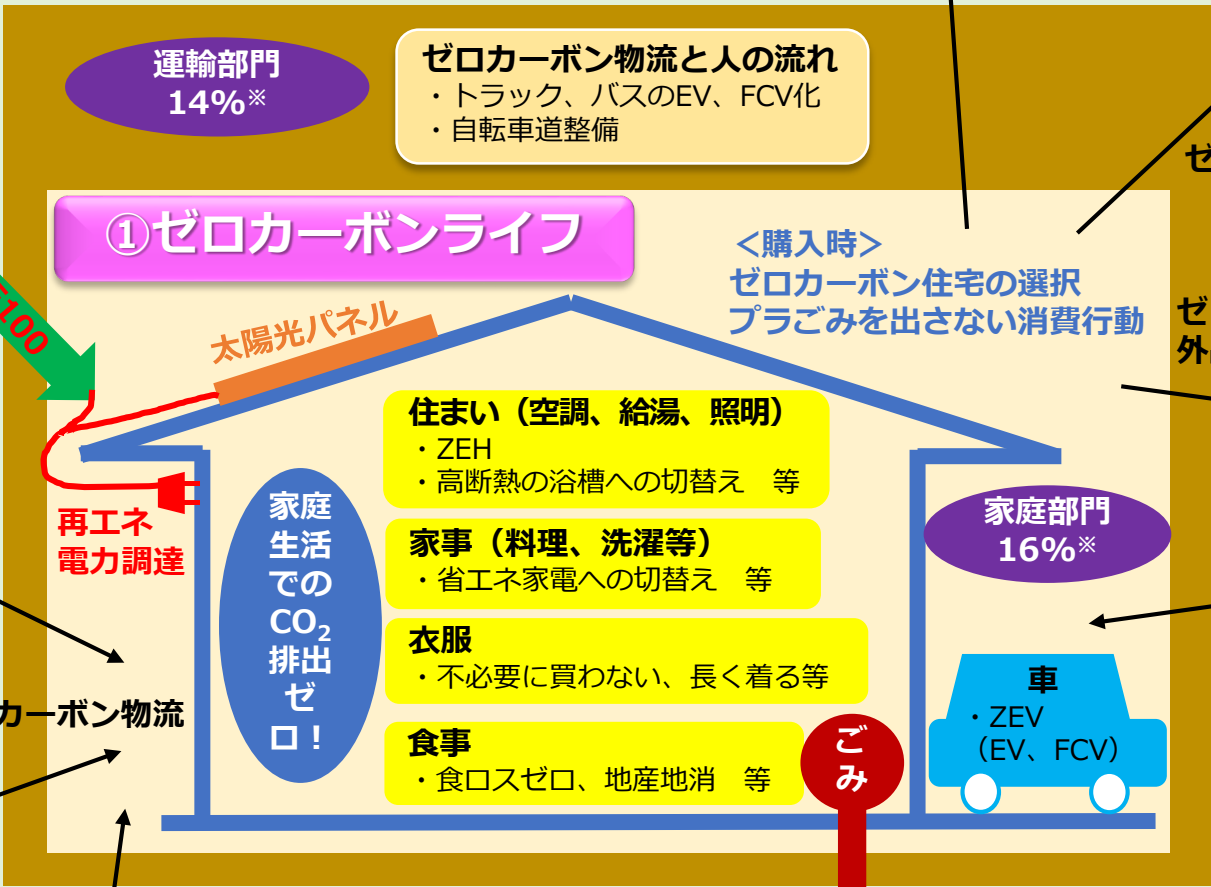 運輸部門
14%※
ゼロカーボン物流と人の流れ
・トラック、バスのEV、FCV化
・自転車道整備
①ゼロカーボンライフ
＜購入時＞
ゼロカーボン住宅の選択
プラごみを出さない消費行動
太陽光パネル
100
再エネ
電力調達
家庭
生活
での
CO₂
排出
ゼ
ロ！
住まい（空調、給湯、照明）
・ZEH
・高断熱の浴槽への切替え　等
家事（料理、洗濯等）
・省エネ家電への切替え　等
衣服
・不必要に買わない、長く着る等
食事
・食ロスゼロ、地産地消　等
ご
み
家庭部門
16%※
車
・ZEV
（EV、FCV）
カーボン物流
ゼ
ゼ
外